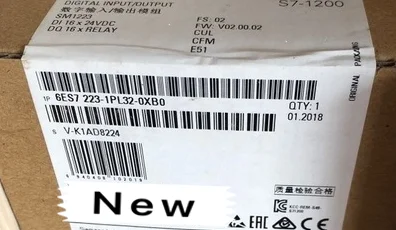 DIGITAL INPUT/OUTPUT
S7-1200
数字输入/输出模组
SM1223
DI 16 x 24VDC
DQ 16 x RELAY
FS: 02
FW: V02.00.02
CUL
CFM
E51
ORIGINAL PACKING
1P 6ES7 223-1PL32-0XB0
QTY: 1
01.2018
S V-K1AD8224
质量检验合格
New
EAC
CE